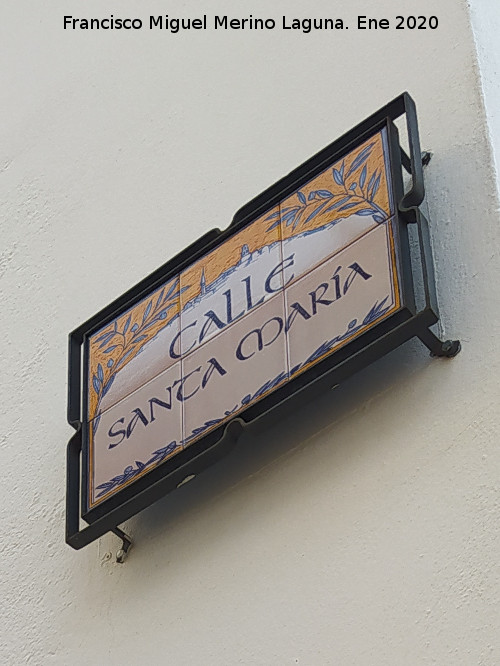 Francisco Miguel Merino Laguna. Ene 2020
CALLE
SANTA MARÍA